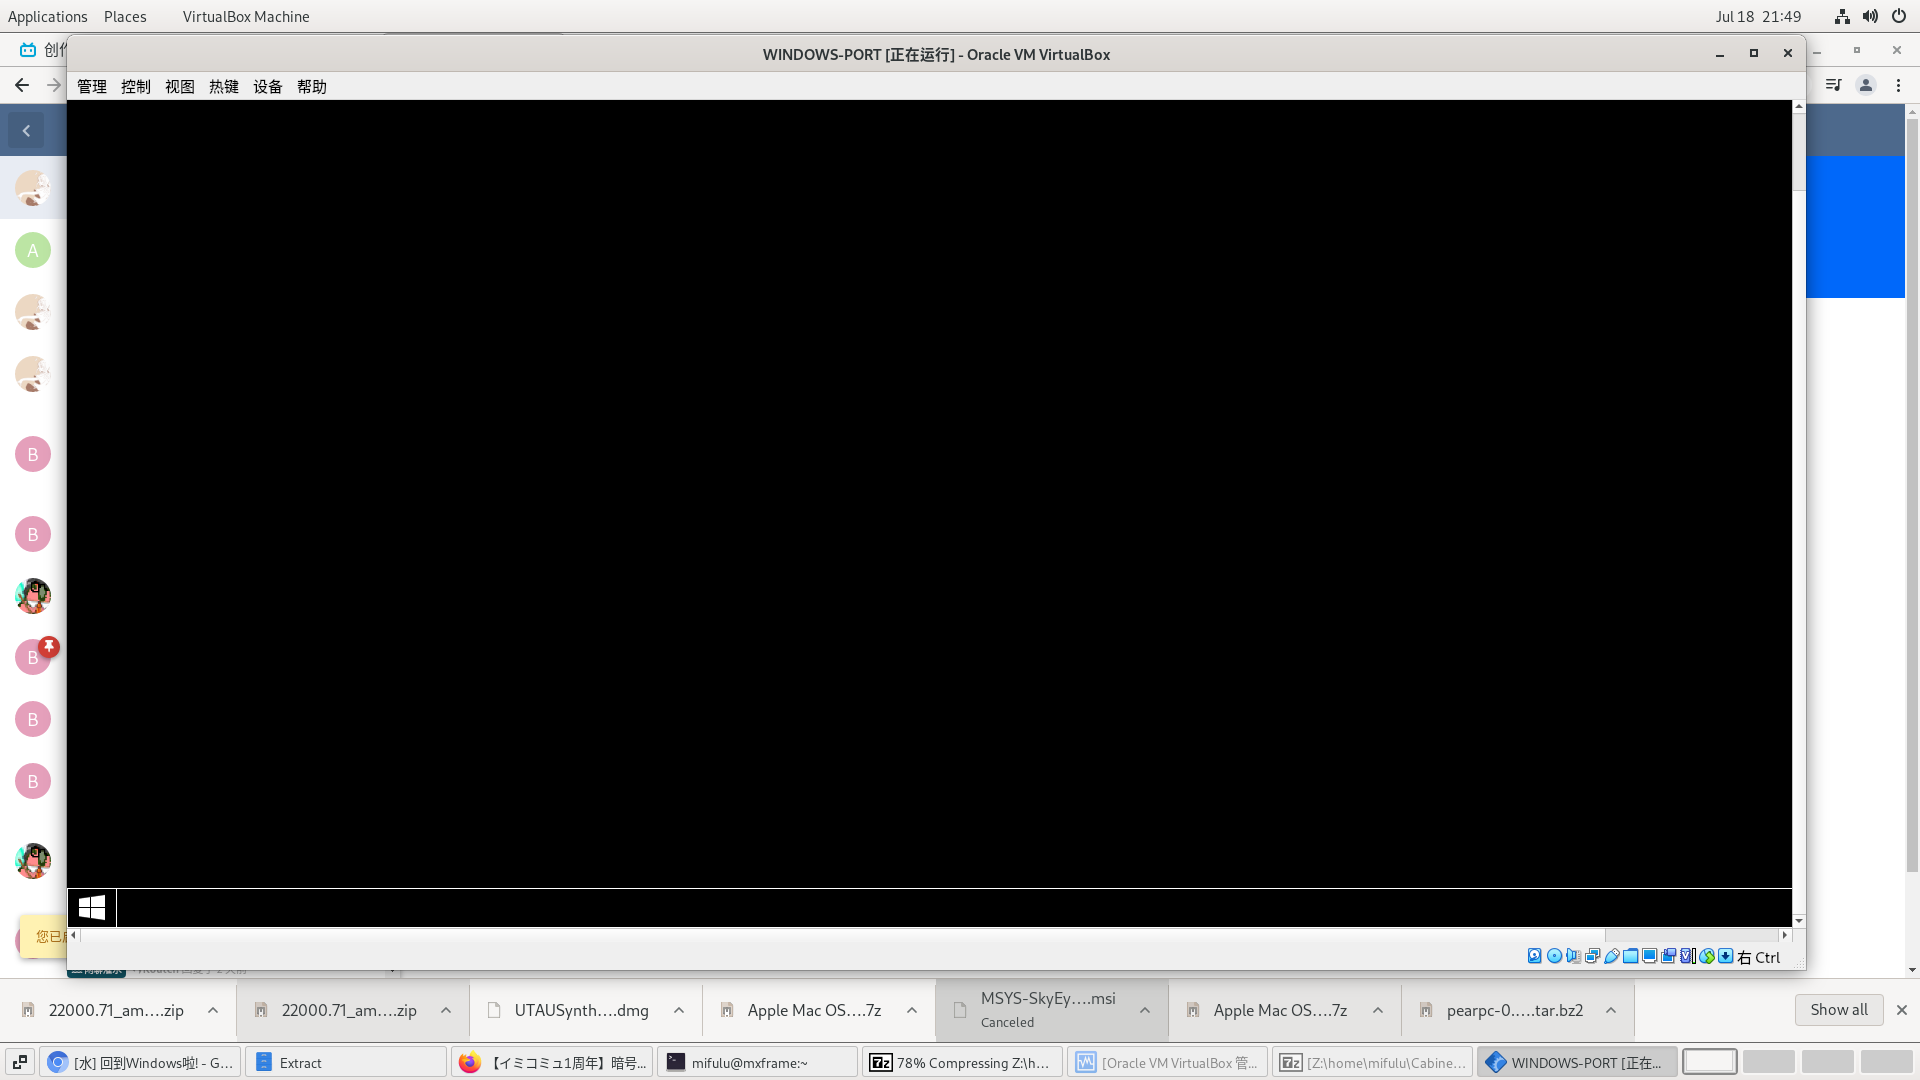 Applications Places VirtualBox Machine Jul 18 21:49
创作
WINDOWS-PORT [正在运行] - Oracle VM VirtualBox
管理 控制 视图 热键 设备 帮助
A
B
B
B
B
B
您已
右 Ctrl
22000.71_am….zip
22000.71_am….zip
UTAUSynth….dmg
Apple Mac OS….7z
MSYS-SkyEy….msi
Canceled
Apple Mac OS….7z
pearpc-0.….tar.bz2
Show all
[水] 回到Windows啦! - G…
Extract
【イミコミュ1周年】暗号…
mifulu@mxframe:~
78% Compressing Z:\h…
[Oracle VM VirtualBox 管…
[Z:\home\mifulu\Cabine…
WINDOWS-PORT [正在…